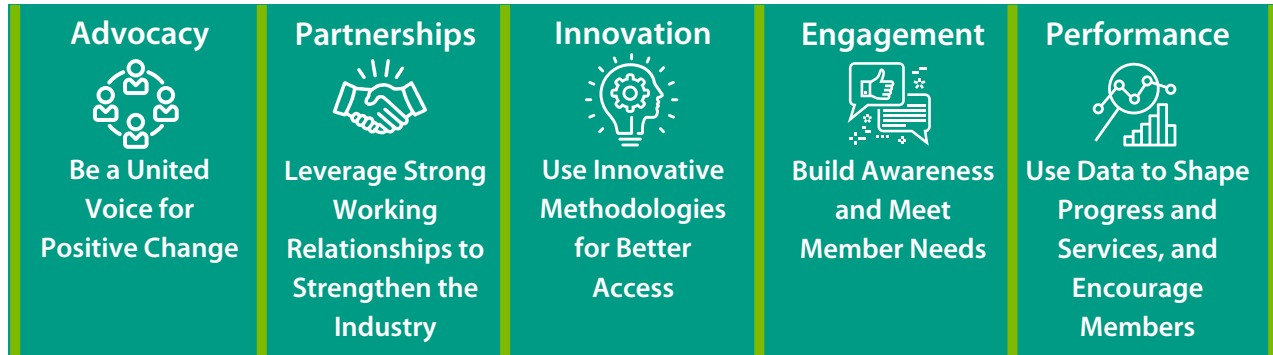 Advocacy
Be a United
Voice for
Positive Change
Partnerships
Leverage Strong
Working
Relationships to
Strengthen the
Industry
Innovation
Use Innovative
Methodologies
for Better
Access
Engagement
Build Awareness
and Meet
Member Needs
Performance
Use Data to Shape
Progress and
Services, and
Encourage
Members